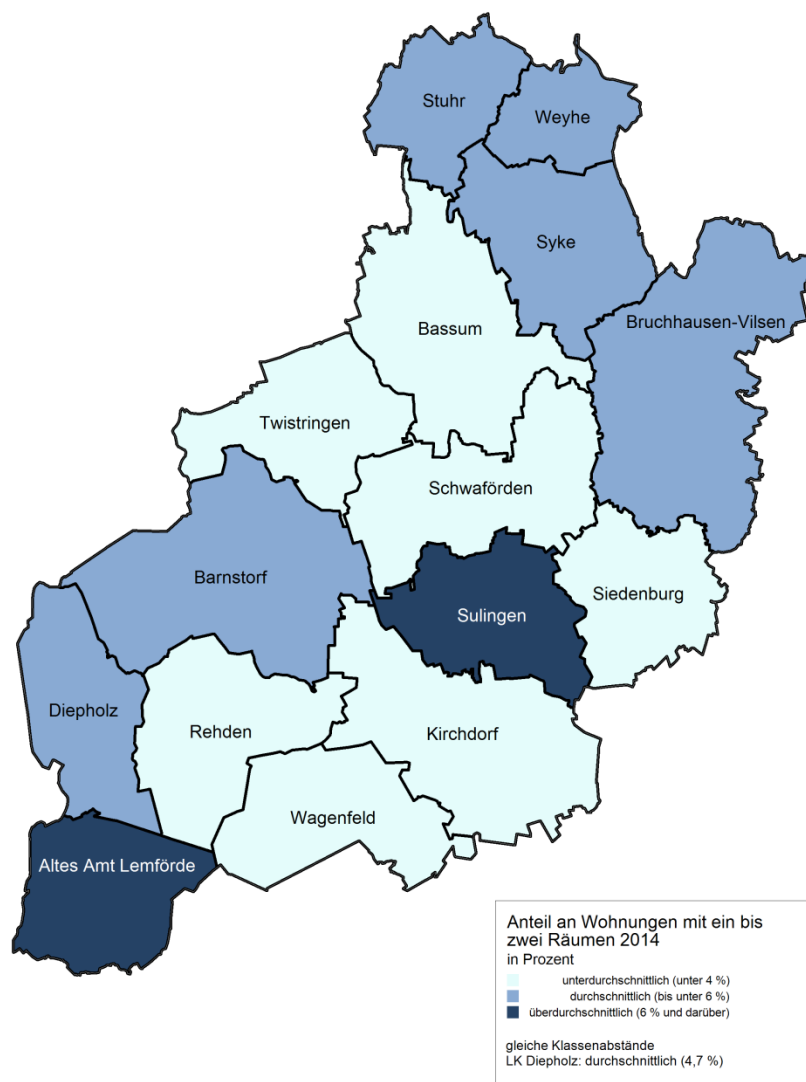 Stuhr
Weyhe
Syke
Bruchhausen-Vilsen
Bassum
Twistringen
Schwaförden
Barnstorf
Siedenburg
Sulingen
Diepholz
Rehden
Kirchdorf
Wagenfeld
Altes Amt Lemförde
Anteil an Wohnungen mit ein bis
zwei Räumen 2014
in Prozent
unterdurchschnittlich (unter 4 %)
durchschnittlich (bis unter 6 %)
überdurchschnittlich (6 % und darüber)
gleiche Klassenabstände
LK Diepholz: durchschnittlich (4,7 %)